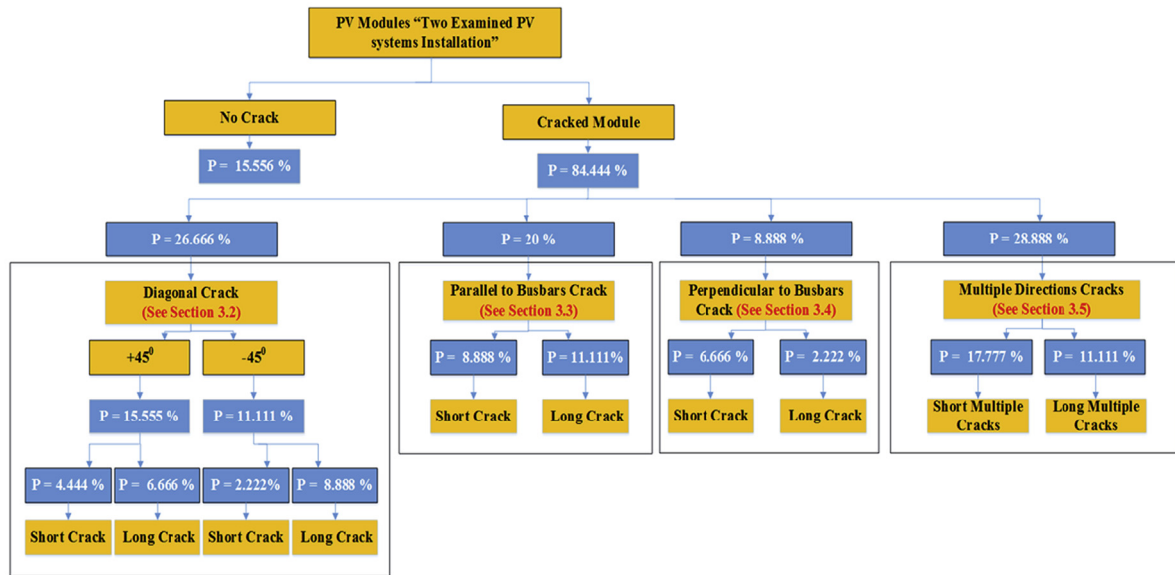 PV Modules “Two Examined PV
systems Installation”
No Crack
Cracked Module
P = 15.556 %
P = 84.444 %
P = 26.666 %
P = 20 %
P = 8.888 %
P = 28.888 %
Diagonal Crack
(See Section 3.2)
+45⁰
-45⁰
P = 15.555 %
P = 11.111 %
P = 4.444 %
P = 6.666 %
P = 2.222%
P = 8.888 %
Short Crack
Long Crack
Short Crack
Long Crack
Parallel to Busbars Crack
(See Section 3.3)
P = 8.888 %
P = 11.111%
Short Crack
Long Crack
Perpendicular to Busbars
Crack (See Section 3.4)
P = 6.666 %
P = 2.222 %
Short Crack
Long Crack
Multiple Directions Cracks
(See Section 3.5)
P = 17.777 %
P = 11.111 %
Short Multiple
Cracks
Long Multiple
Cracks